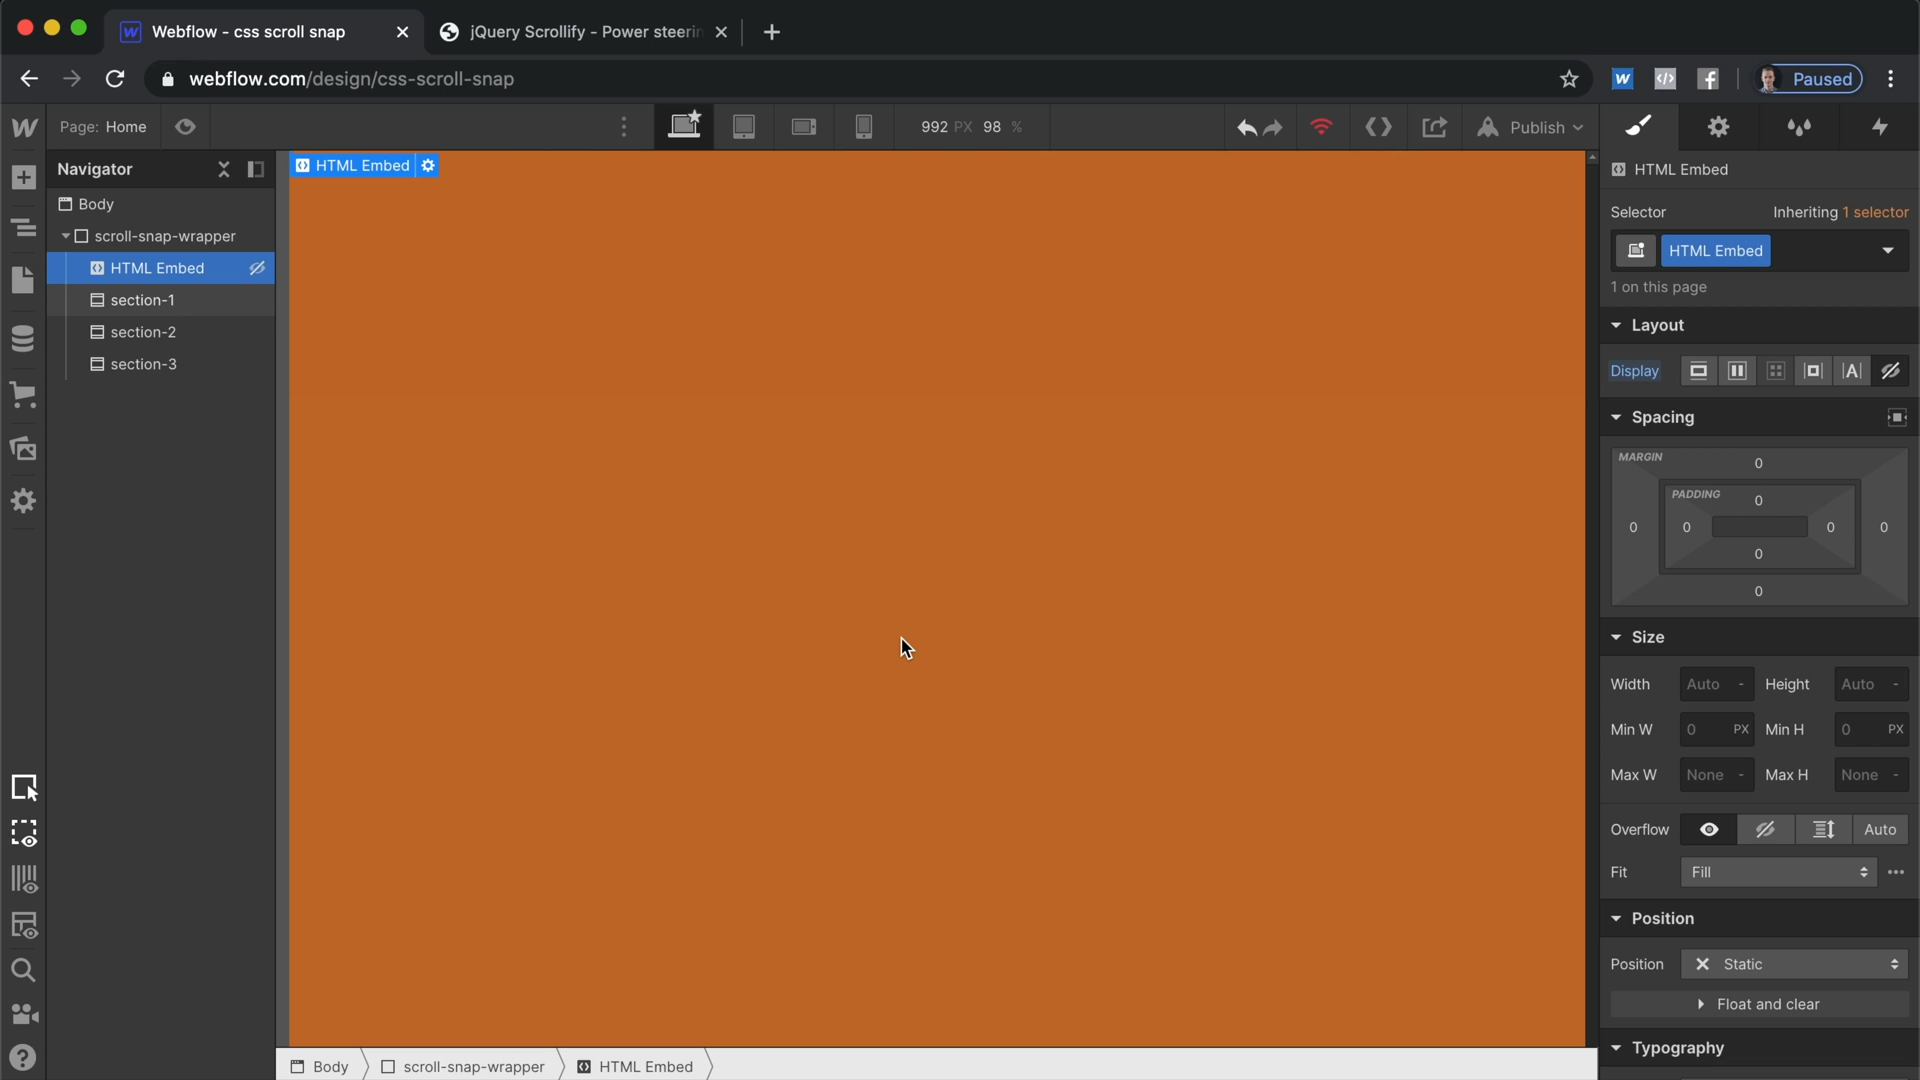 Webflow - css scroll snap
jQuery Scrollify - Power steerin
webflow.com/design/css-scroll-snap
Paused
Page: Home
992 PX 98 %
Publish
Navigator
Body
scroll-snap-wrapper
HTML Embed
section-1
section-2
section-3
HTML Embed
HTML Embed
Selector
Inheriting 1 selector
HTML Embed
1 on this page
Layout
Display
Spacing
MARGIN
0
PADDING
0
0 0 0 0
0
0
Size
Width Auto - Height Auto -
Min W 0 PX Min H 0 PX
Max W None - Max H None -
Overflow Auto
Fit Fill
Position
Position Static
Float and clear
Typography
Body scroll-snap-wrapper HTML Embed